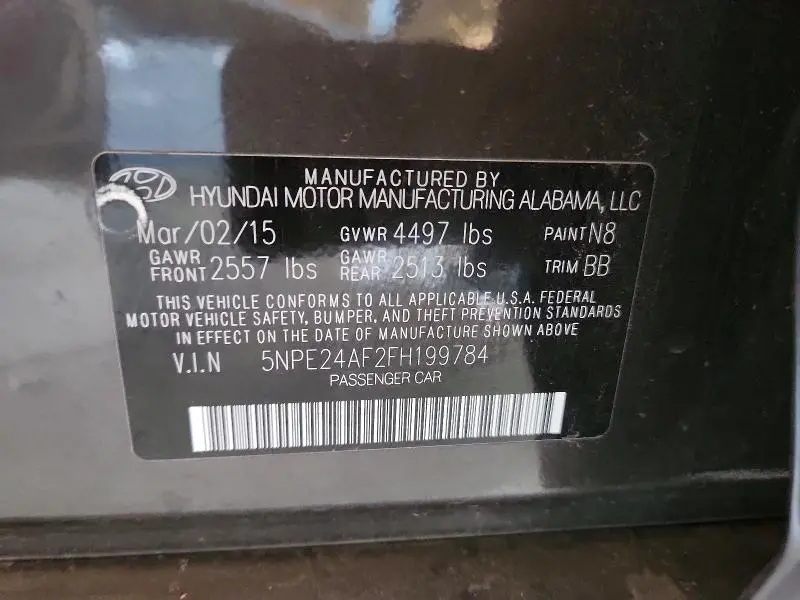 MANUFACTURED BY
HYUNDAI MOTOR MANUFACTURING ALABAMA, LLC
Mar/02/15 GVWR 4497 lbs PAINT N8
GAWR FRONT 2557 lbs GAWR REAR 2513 lbs TRIM BB
THIS VEHICLE CONFORMS TO ALL APPLICABLE U.S.A. FEDERAL
MOTOR VEHICLE SAFETY, BUMPER, AND THEFT PREVENTION STANDARDS
IN EFFECT ON THE DATE OF MANUFACTURE SHOWN ABOVE
V.I.N 5NPE24AF2FH199784
PASSENGER CAR